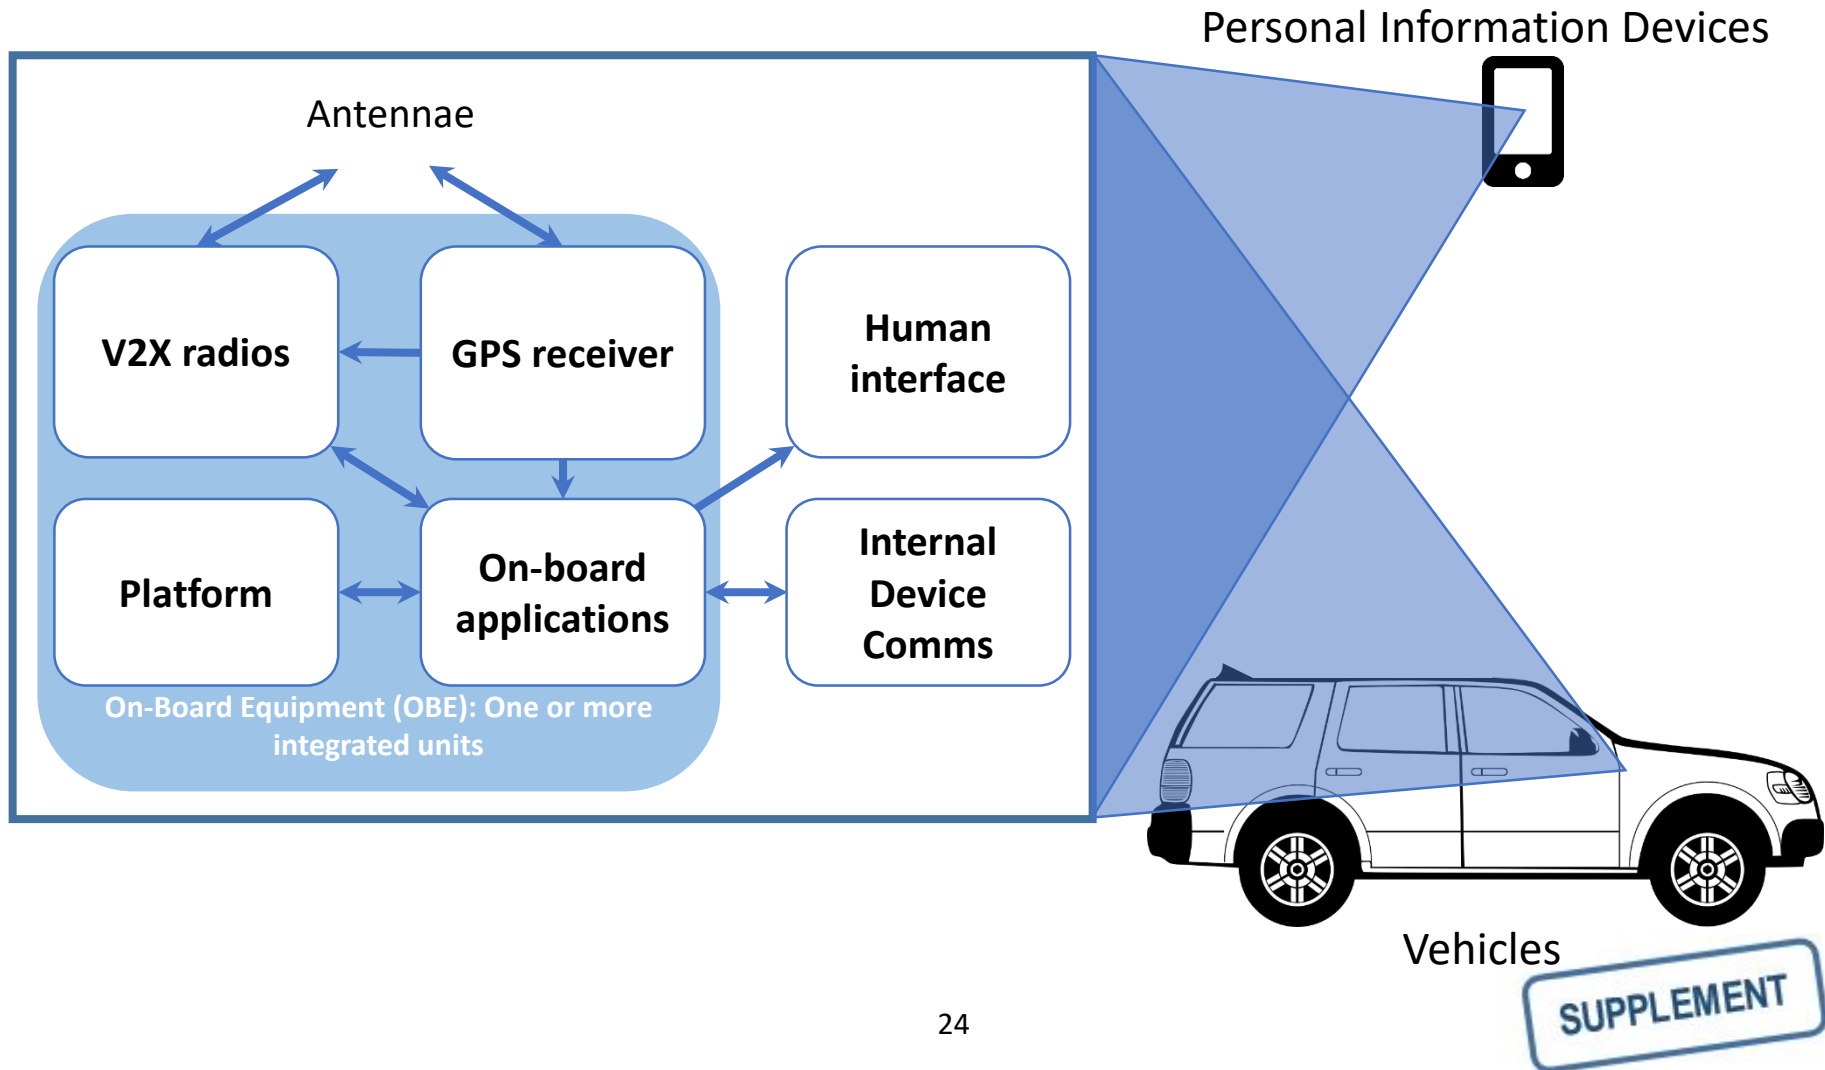 Personal Information Devices
Antennae
V2X radios
GPS receiver
Human
interface
Platform
On-board
applications
Internal
Device
Comms
On-Board Equipment (OBE): One or more
integrated units
Vehicles
SUPPLEMENT
24